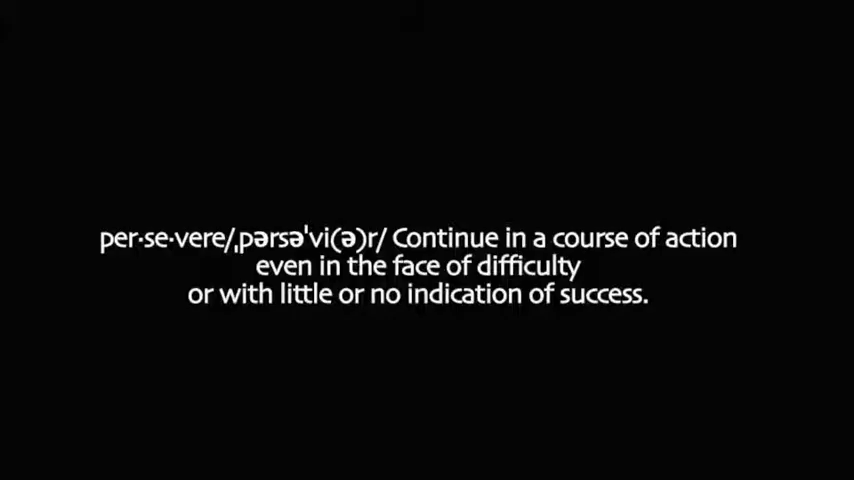 per·se·vere/ˌpərsəˈvi(ə)r/ Continue in a course of action
even in the face of difficulty
or with little or no indication of success.